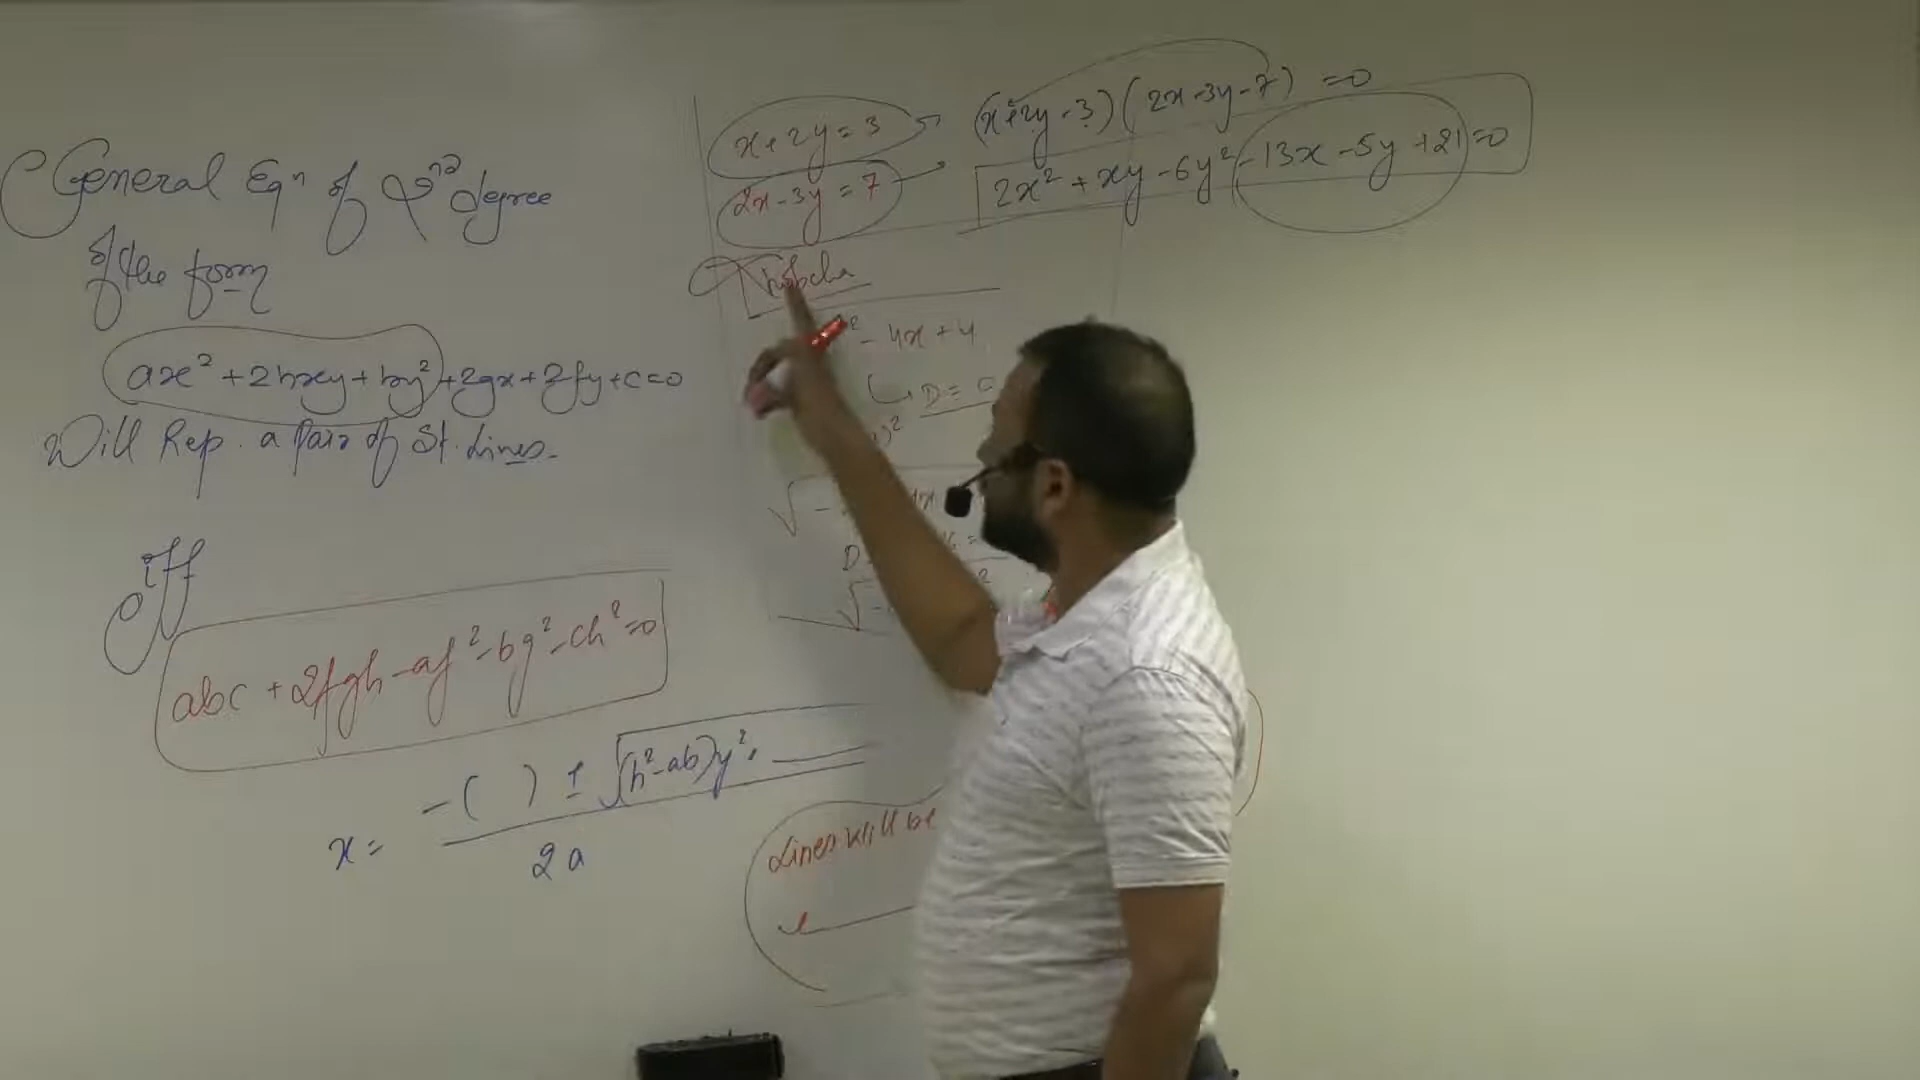 General Eqⁿ of 2ⁿᵈ degree
of the form
ax² + 2hxy + by² + 2gx + 2fy + c = 0
Will Rep. a pair of St. Lines.
iff
abc + 2fgh - af² - bg² - ch² = 0
x = -( ) ± √(h²-ab)y²
2a
x + 2y = 3 → (x+2y-3)(2x-3y-7) = 0
2x - 3y = 7 → 2x² + xy - 6y² - 13x - 5y + 21 = 0
² - 4x + 4
↳ D =
)²
√-
D
√-
Lines will be